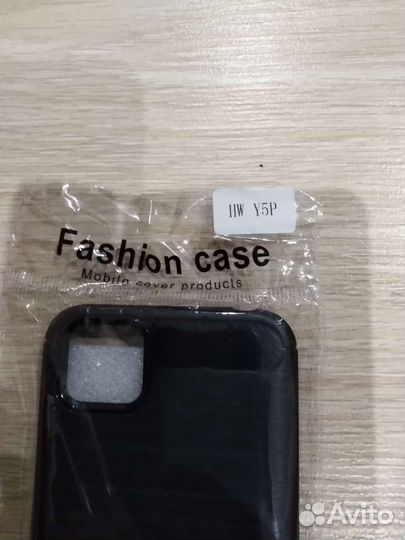 HW Y5P
Fashion case
Mobile cover products
Avito